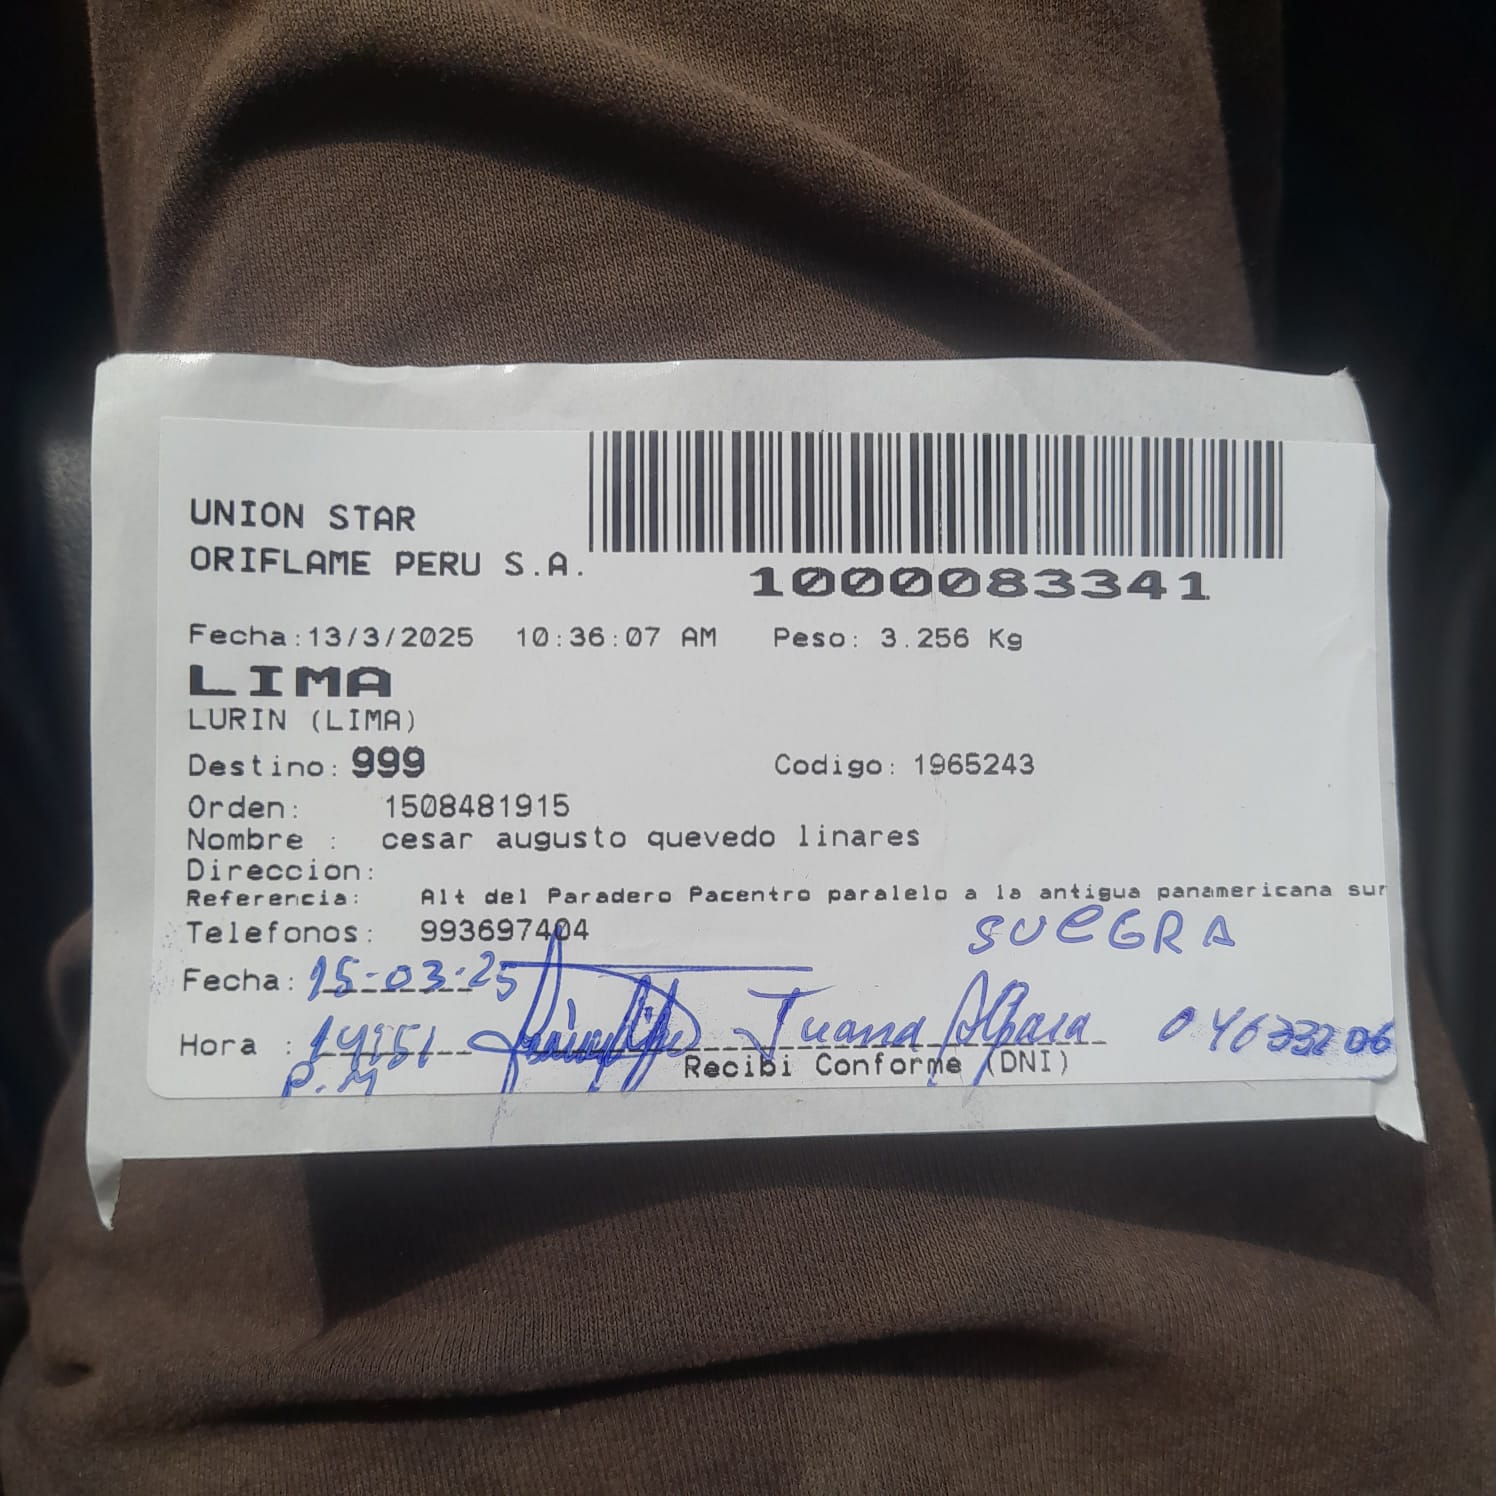 UNION STAR
ORIFLAME PERU S.A.
1000083341
Fecha:13/3/2025 10:36:07 AM Peso: 3.256 Kg
LIMA
LURIN (LIMA)
Destino: 999 Codigo: 1965243
Orden: 1508481915
Nombre : cesar augusto quevedo linares
Direccion:
Referencia: Alt del Paradero Pacentro paralelo a la antigua panamericana sur
Telefonos: 993697404
SUEGRA
Fecha: 15-03-25
Hora : Juana
P.M
Recibi Conforme (DNI)